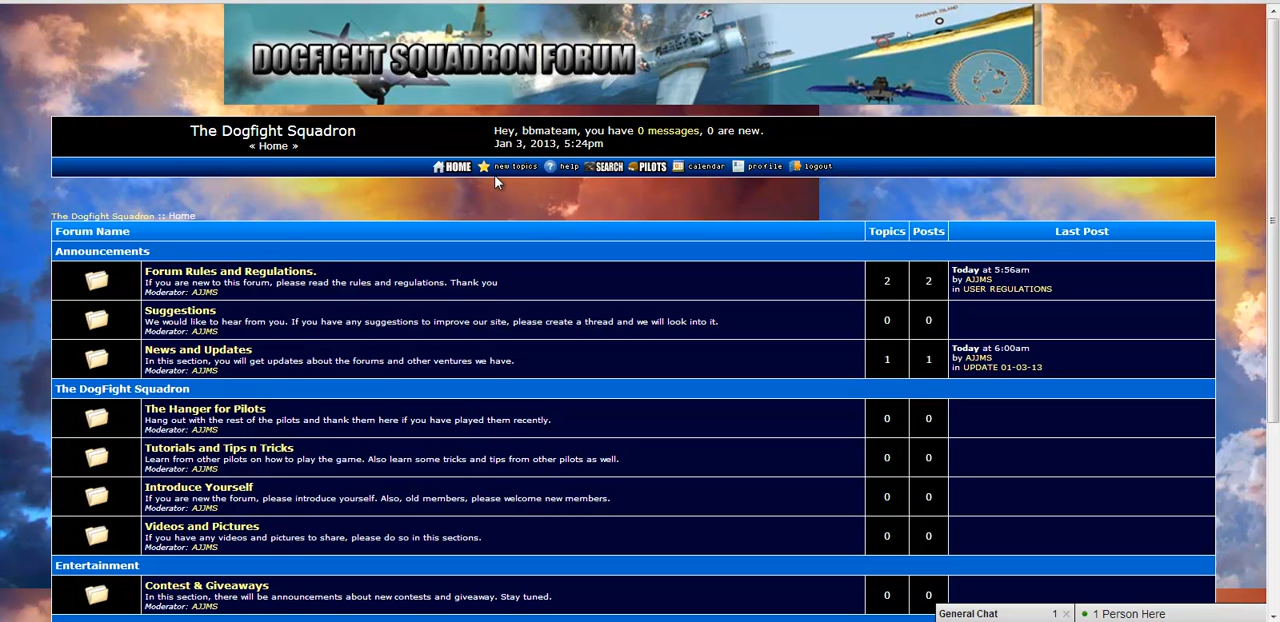 BANANA ISLAND
DOGFIGHT SQUADRON FORUM
The Dogfight Squadron
« Home »
Hey, bbmateam, you have 0 messages, 0 are new.
Jan 3, 2013, 5:24pm
HOME new topics help SEARCH PILOTS calendar profile logout
The Dogfight Squadron :: Home
Forum Name Topics Posts Last Post
Announcements
Forum Rules and Regulations.
If you are new to this forum, please read the rules and regulations. Thank you
Moderator: AJJMS
2 2
Today at 5:56am
by AJJMS
in USER REGULATIONS
Suggestions
We would like to hear from you. If you have any suggestions to improve our site, please create a thread and we will look into it.
Moderator: AJJMS
0 0
News and Updates
In this section, you will get updates about the forums and other ventures we have.
Moderator: AJJMS
1 1
Today at 6:00am
by AJJMS
in UPDATE 01-03-13
The DogFight Squadron
The Hanger for Pilots
Hang out with the rest of the pilots and thank them here if you have played them recently.
Moderator: AJJMS
0 0
Tutorials and Tips n Tricks
Learn from other pilots on how to play the game. Also learn some tricks and tips from other pilots as well.
Moderator: AJJMS
0 0
Introduce Yourself
If you are new the forum, please introduce yourself. Also, old members, please welcome new members.
Moderator: AJJMS
0 0
Videos and Pictures
If you have any videos and pictures to share, please do so in this sections.
Moderator: AJJMS
0 0
Entertainment
Contest & Giveaways
In this section, there will be announcements about new contests and giveaway. Stay tuned.
Moderator: AJJMS
0 0
General Chat 1 ×
1 Person Here